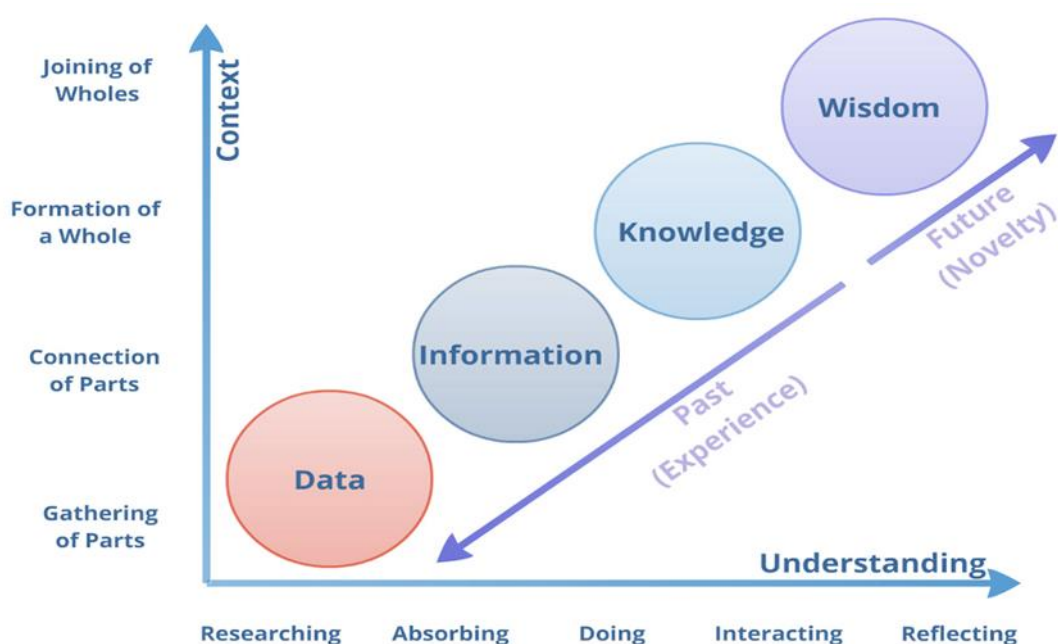 Joining of
Wholes
Context
Wisdom
Formation of
a Whole
Knowledge
Future
(Novelty)
Connection
of Parts
Information
Past
(Experience)
Gathering
of Parts
Data
Understanding
Researching Absorbing Doing Interacting Reflecting